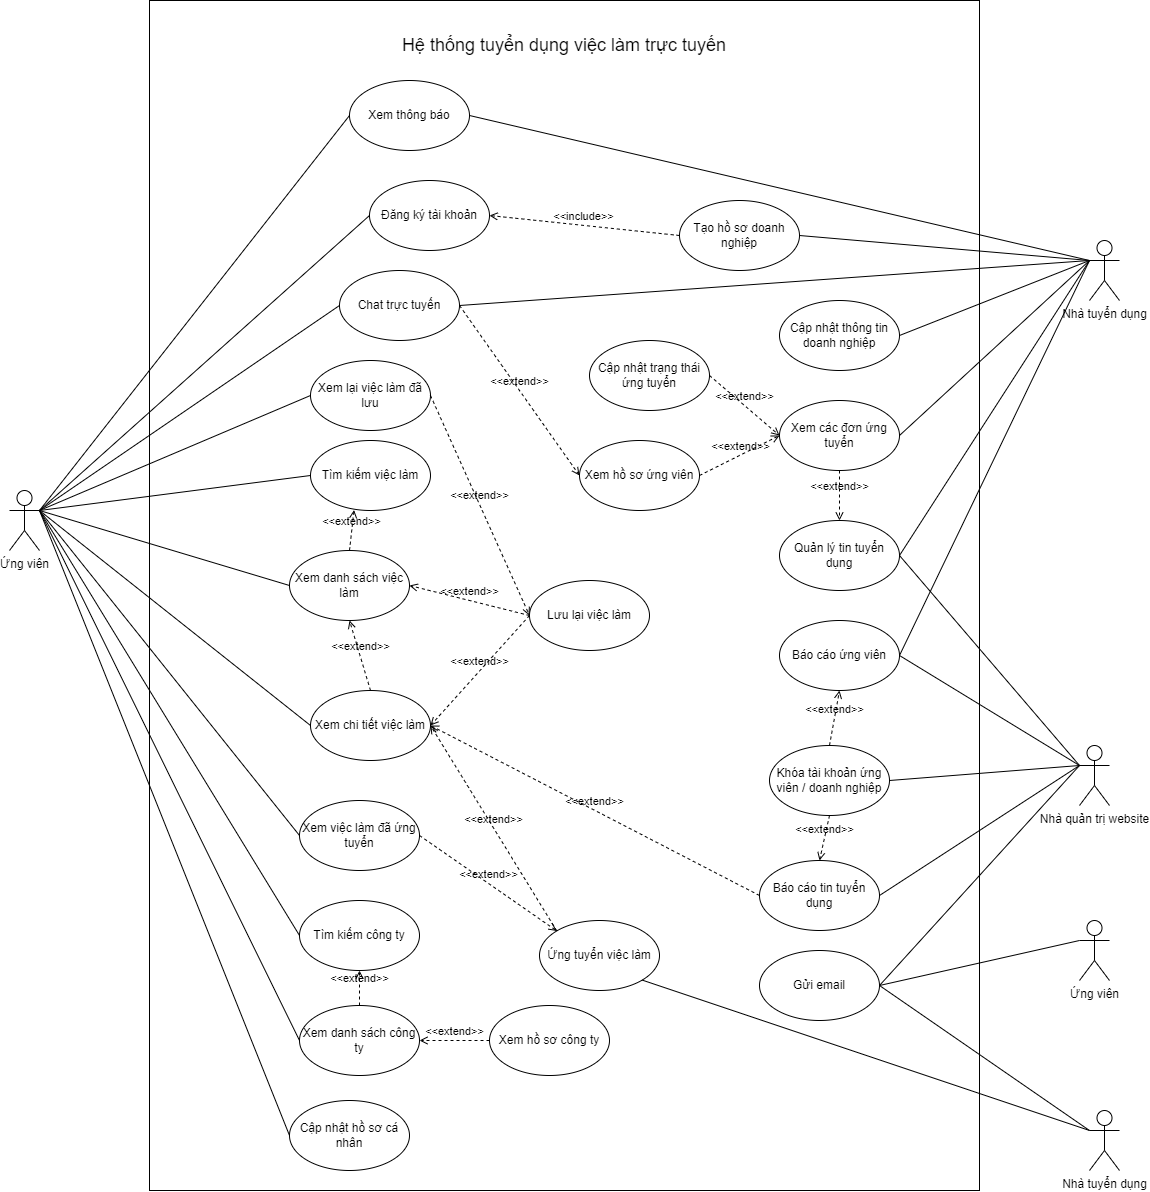 Hệ thống tuyển dụng việc làm trực tuyến
Xem thông báo
Đăng ký tài khoản
<<include>>
Tạo hồ sơ doanh
nghiệp
Chat trực tuyến
Nhà tuyển dụng
Cập nhật thông tin
doanh nghiệp
Cập nhật trạng thái
ứng tuyển
<<extend>>
Xem lại việc làm đã
lưu
<<extend>>
Xem các đơn ứng
tuyển
<<extend>>
Tìm kiếm việc làm
Xem hồ sơ ứng viên
<<extend>>
<<extend>>
<<extend>>
Ứng viên
Quản lý tin tuyển
dụng
Xem danh sách việc
làm
<<extend>>
Lưu lại việc làm
<<extend>>
<<extend>>
Báo cáo ứng viên
<<extend>>
Xem chi tiết việc làm
Khóa tài khoản ứng
viên / doanh nghiệp
<<extend>>
Nhà quản trị website
<<extend>>
<<extend>>
Xem việc làm đã ứng
tuyển
<<extend>>
Báo cáo tin tuyển
dụng
Tìm kiếm công ty
Ứng tuyển việc làm
<<extend>>
Gửi email
Ứng viên
Xem danh sách công
ty
<<extend>>
Xem hồ sơ công ty
Cập nhật hồ sơ cá
nhân
Nhà tuyển dụng